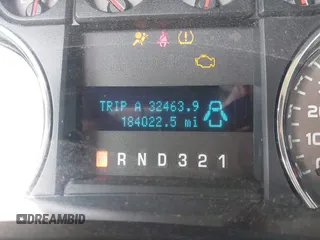 TRIP A 32463.9
184022.5 mi
R N D 3 2 1
DREAMBID